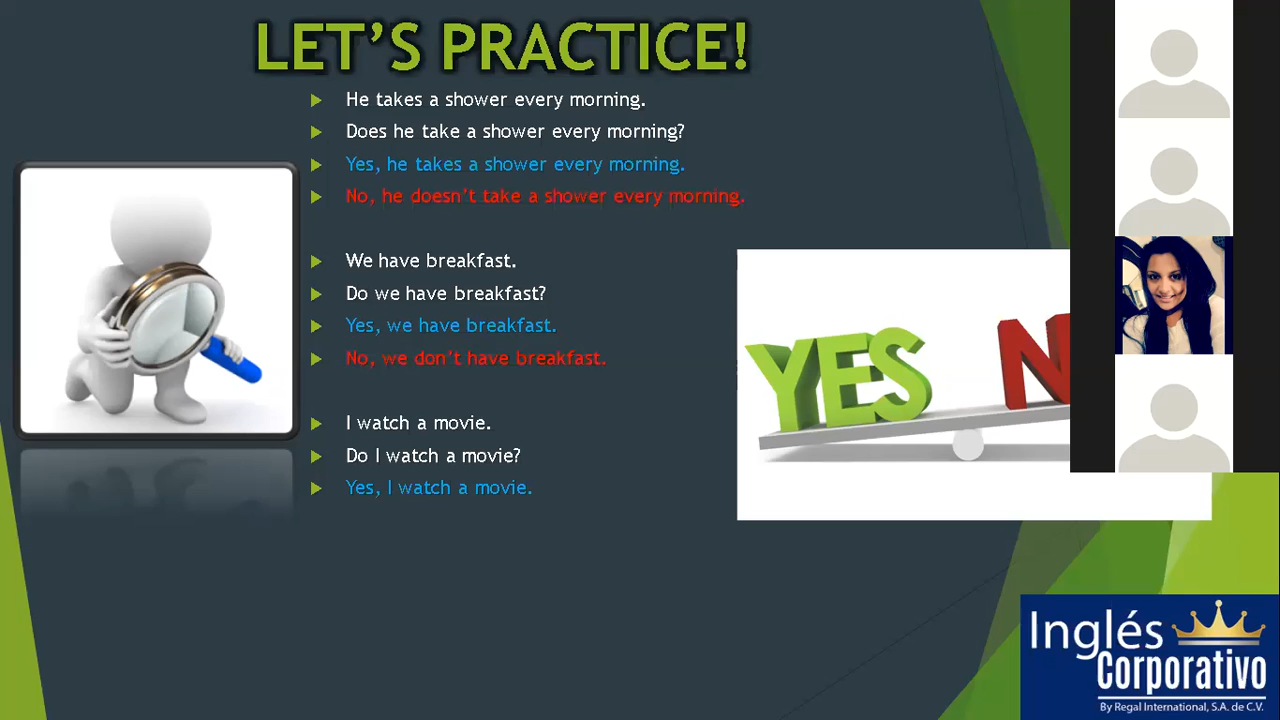 LET'S PRACTICE!
He takes a shower every morning.
Does he take a shower every morning?
Yes, he takes a shower every morning.
No, he doesn't take a shower every morning.
We have breakfast.
Do we have breakfast?
Yes, we have breakfast.
No, we don't have breakfast.
I watch a movie.
Do I watch a movie?
Yes, I watch a movie.
YES N
Inglés
Corporativo
By Regal International, S.A. de C.V.